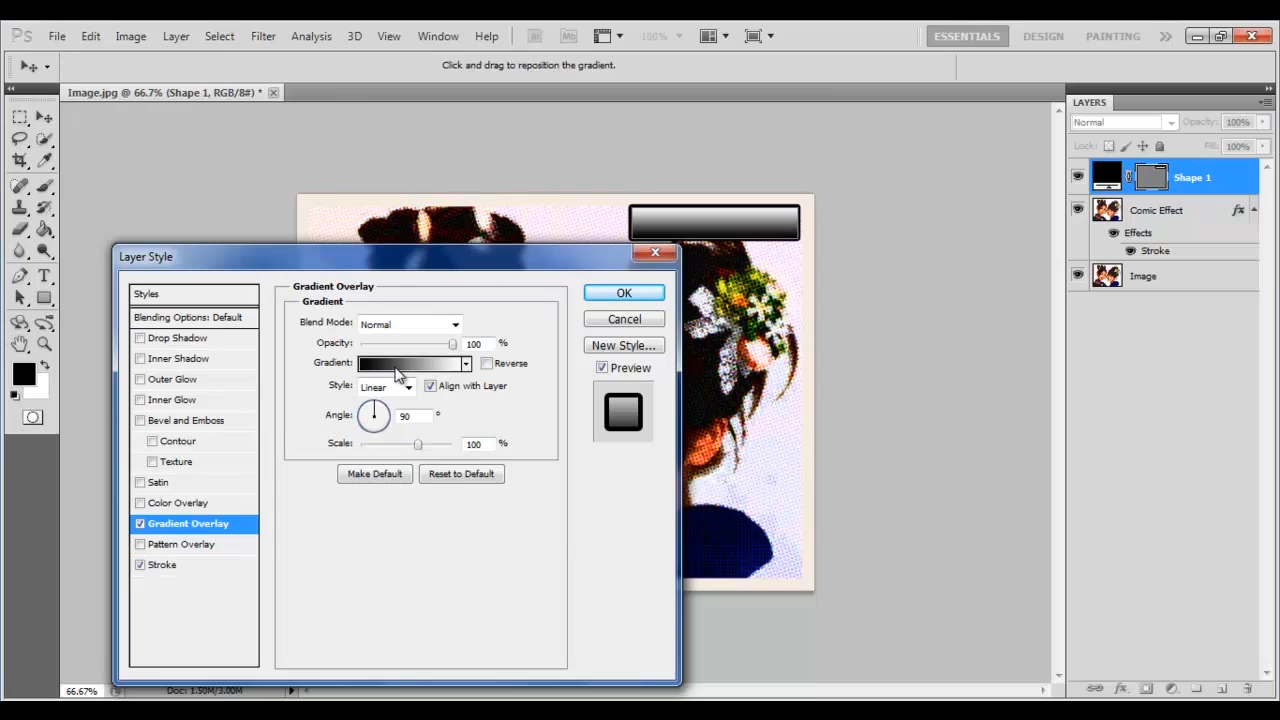 Ps File Edit Image Layer Select Filter Analysis 3D View Window Help Br Mb 100% ESSENTIALS DESIGN PAINTING
Click and drag to reposition the gradient.
Image.jpg @ 66.7% (Shape 1, RGB/8#) *
LAYERS
Normal Opacity: 100%
Lock: Fill: 100%
Shape 1
Comic Effect fx
Effects
Stroke
Image
Layer Style
Styles
Blending Options: Default
Drop Shadow
Inner Shadow
Outer Glow
Inner Glow
Bevel and Emboss
Contour
Texture
Satin
Color Overlay
Gradient Overlay
Pattern Overlay
Stroke
Gradient Overlay
Gradient
Blend Mode: Normal
Opacity: 100 %
Gradient: Reverse
Style: Linear Align with Layer
Angle: 90 °
Scale: 100 %
Make Default Reset to Default
OK
Cancel
New Style...
Preview
T
66.67% Doc: 1.50M/3.00M
fx